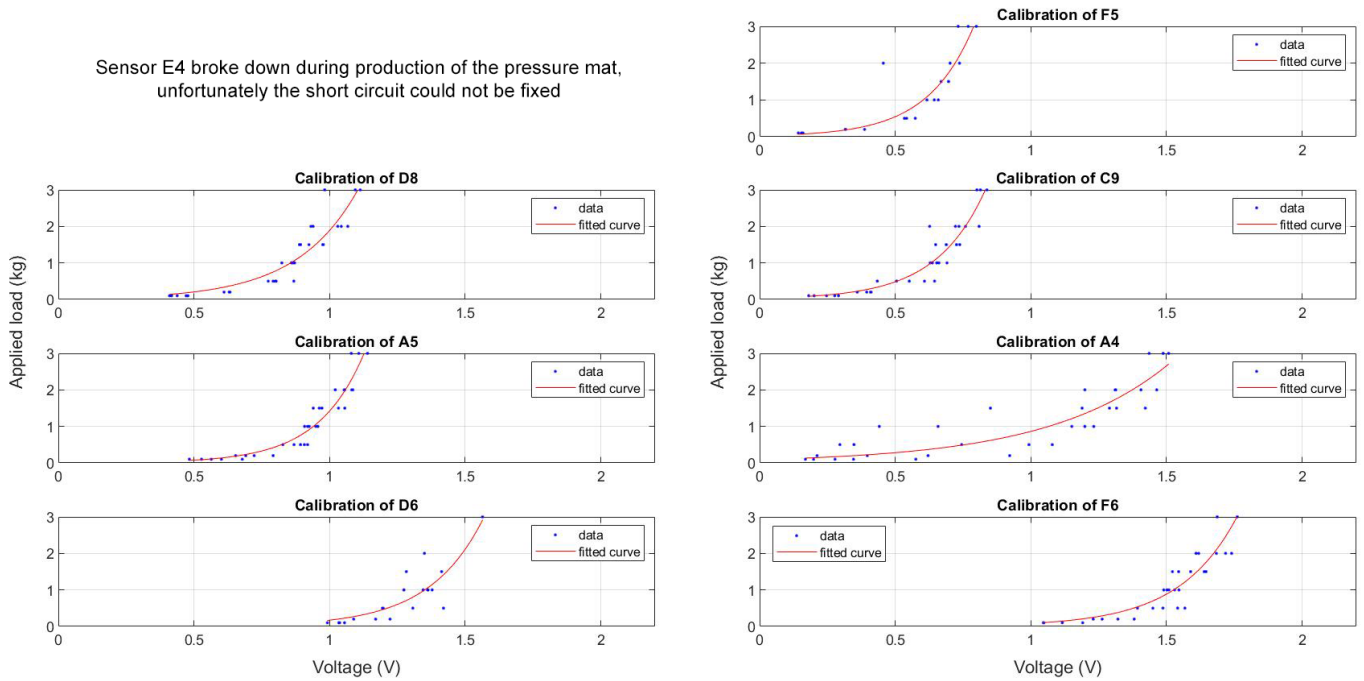 Sensor E4 broke down during production of the pressure mat,
unfortunately the short circuit could not be fixed
Calibration of F5
3
2
1
0
0 0.5 1 1.5 2
data
fitted curve
Calibration of D8
3
2
1
0
0 0.5 1 1.5 2
data
fitted curve
Calibration of C9
3
2
1
0
0 0.5 1 1.5 2
data
fitted curve
Applied load (kg)
Applied load (kg)
Calibration of A5
3
2
1
0
0 0.5 1 1.5 2
data
fitted curve
Calibration of A4
3
2
1
0
0 0.5 1 1.5 2
data
fitted curve
Calibration of D6
3
2
1
0
0 0.5 1 1.5 2
data
fitted curve
Voltage (V)
Calibration of F6
3
2
1
0
0 0.5 1 1.5 2
data
fitted curve
Voltage (V)